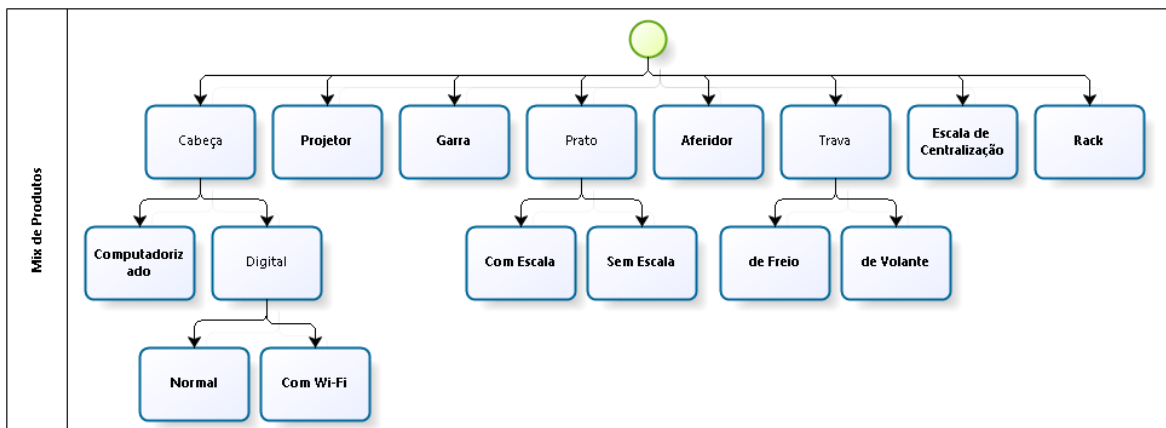 Mix de Produtos
Cabeça
Projetor
Garra
Prato
Aferidor
Trava
Escala de
Centralização
Rack
Computadoriz
ado
Digital
Com Escala
Sem Escala
de Freio
de Volante
Normal
Com Wi-Fi